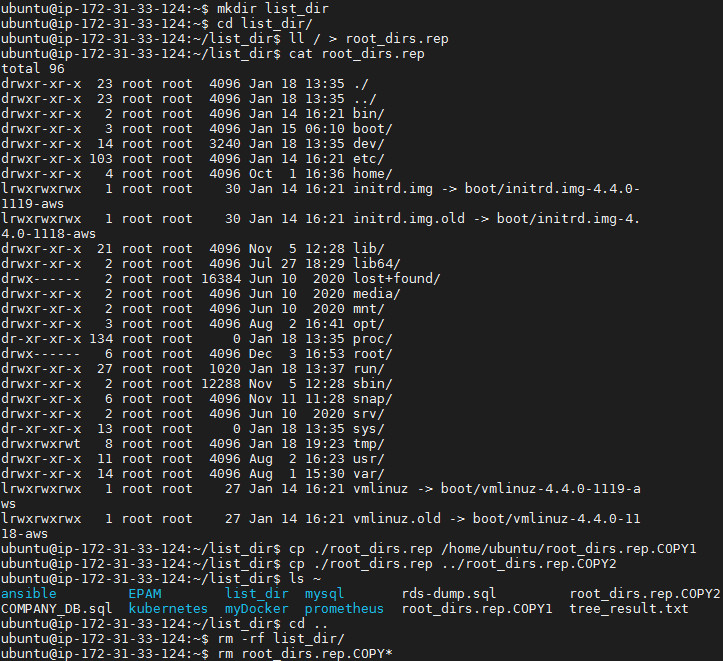 ubuntu@ip-172-31-33-124:~$ mkdir list_dir
ubuntu@ip-172-31-33-124:~$ cd list_dir/
ubuntu@ip-172-31-33-124:~/list_dir$ ll / > root_dirs.rep
ubuntu@ip-172-31-33-124:~/list_dir$ cat root_dirs.rep
total 96
drwxr-xr-x  23 root root  4096 Jan 18 13:35 ./
drwxr-xr-x  23 root root  4096 Jan 18 13:35 ../
drwxr-xr-x   2 root root  4096 Jan 14 16:21 bin/
drwxr-xr-x   3 root root  4096 Jan 15 06:10 boot/
drwxr-xr-x  14 root root  3240 Jan 18 13:35 dev/
drwxr-xr-x 103 root root  4096 Jan 14 16:21 etc/
drwxr-xr-x   4 root root  4096 Oct  1 16:36 home/
lrwxrwxrwx   1 root root    30 Jan 14 16:21 initrd.img -> boot/initrd.img-4.4.0-
1119-aws
lrwxrwxrwx   1 root root    30 Jan 14 16:21 initrd.img.old -> boot/initrd.img-4.
4.0-1118-aws
drwxr-xr-x  21 root root  4096 Nov  5 12:28 lib/
drwxr-xr-x   2 root root  4096 Jul 27 18:29 lib64/
drwx------   2 root root 16384 Jun 10  2020 lost+found/
drwxr-xr-x   2 root root  4096 Jun 10  2020 media/
drwxr-xr-x   2 root root  4096 Jun 10  2020 mnt/
drwxr-xr-x   3 root root  4096 Aug  2 16:41 opt/
dr-xr-xr-x 134 root root     0 Jan 18 13:35 proc/
drwx------   6 root root  4096 Dec  3 16:53 root/
drwxr-xr-x  27 root root  1020 Jan 18 13:37 run/
drwxr-xr-x   2 root root 12288 Nov  5 12:28 sbin/
drwxr-xr-x   6 root root  4096 Nov 11 11:28 snap/
drwxr-xr-x   2 root root  4096 Jun 10  2020 srv/
dr-xr-xr-x  13 root root     0 Jan 18 13:35 sys/
drwxrwxrwt   8 root root  4096 Jan 18 19:23 tmp/
drwxr-xr-x  11 root root  4096 Aug  2 16:23 usr/
drwxr-xr-x  14 root root  4096 Aug  1 15:30 var/
lrwxrwxrwx   1 root root    27 Jan 14 16:21 vmlinuz -> boot/vmlinuz-4.4.0-1119-a
ws
lrwxrwxrwx   1 root root    27 Jan 14 16:21 vmlinuz.old -> boot/vmlinuz-4.4.0-11
18-aws
ubuntu@ip-172-31-33-124:~/list_dir$ cp ./root_dirs.rep /home/ubuntu/root_dirs.rep.COPY1
ubuntu@ip-172-31-33-124:~/list_dir$ cp ./root_dirs.rep ../root_dirs.rep.COPY2
ubuntu@ip-172-31-33-124:~/list_dir$ ls ~
ansible         EPAM        list_dir  mysql       rds-dump.sql         root_dirs.rep.COPY2
COMPANY_DB.sql  kubernetes  myDocker  prometheus  root_dirs.rep.COPY1  tree_result.txt
ubuntu@ip-172-31-33-124:~/list_dir$ cd ..
ubuntu@ip-172-31-33-124:~$ rm -rf list_dir/
ubuntu@ip-172-31-33-124:~$ rm root_dirs.rep.COPY*